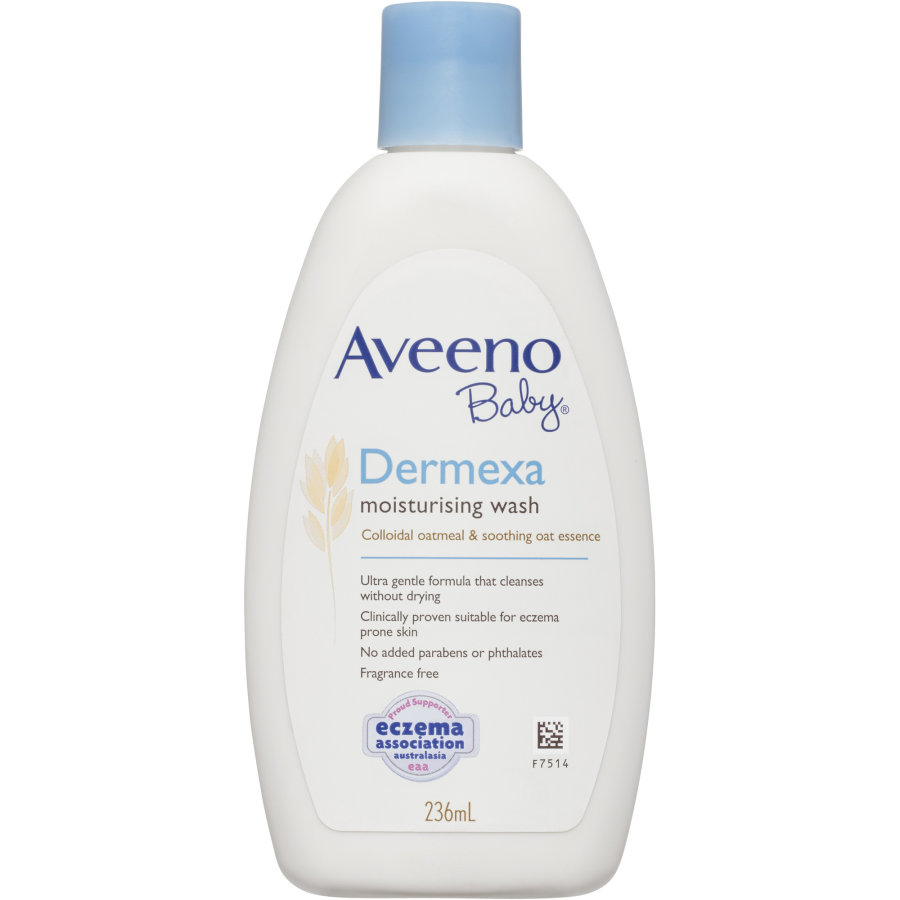 Aveeno
Baby®
Dermexa
moisturising wash
Colloidal oatmeal & soothing oat essence
Ultra gentle formula that cleanses
without drying
Clinically proven suitable for eczema
prone skin
No added parabens or phthalates
Fragrance free
Proud Supporter
eczema
association
australasia
eaa
F7514
236mL